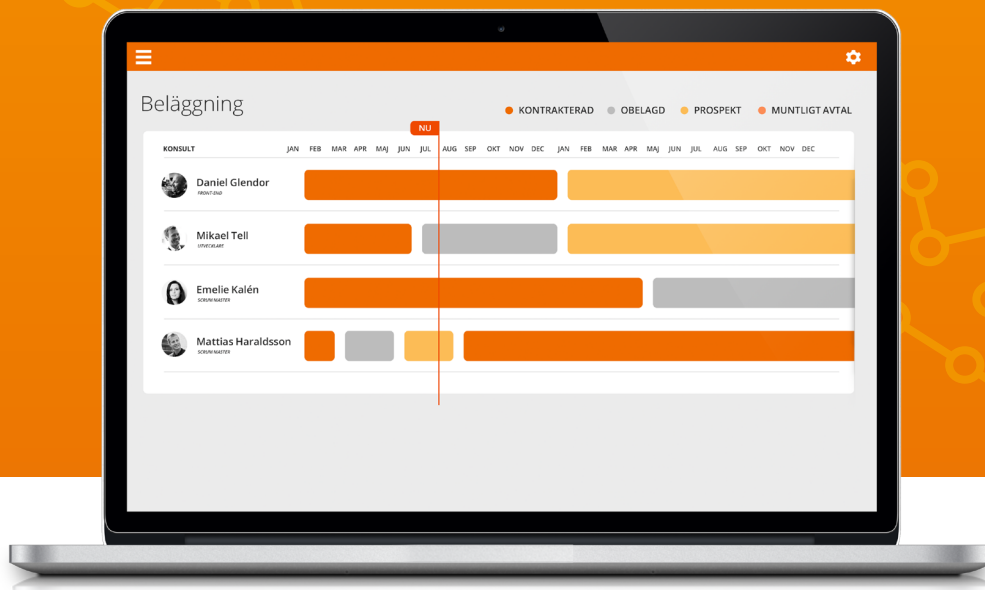 Beläggning
KONTRAKTERAD OBELAGD PROSPEKT MUNTLIGT AVTAL
NU
KONSULT JAN FEB MAR APR MAJ JUN JUL AUG SEP OKT NOV DEC JAN FEB MAR APR MAJ JUN JUL AUG SEP OKT NOV DEC
Daniel Glendor
FRONT-END
Mikael Tell
UTVECKLARE
Emelie Kalén
SCRUM MASTER
Mattias Haraldsson
SCRUM MASTER